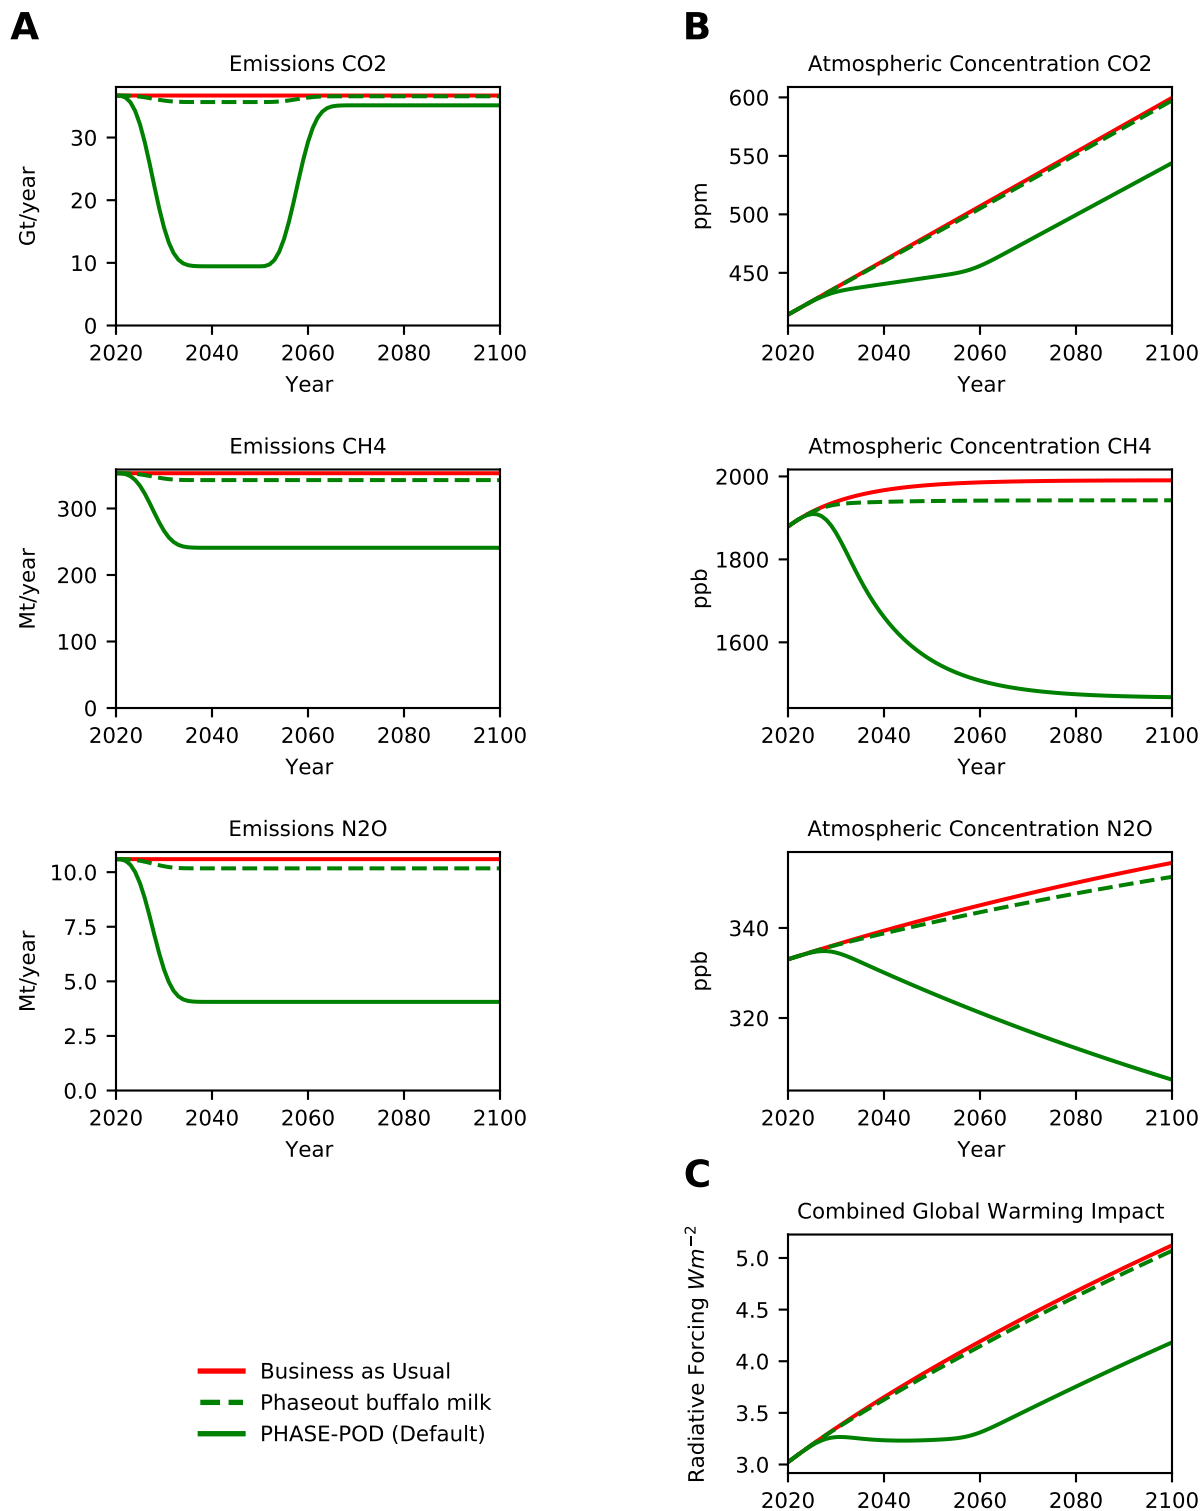 A
Emissions CO2
Gt/year
30
20
10
0
2020 2040 2060 2080 2100
Year
Emissions CH4
Mt/year
300
200
100
0
2020 2040 2060 2080 2100
Year
Emissions N2O
Mt/year
10.0
7.5
5.0
2.5
0.0
2020 2040 2060 2080 2100
Year
Business as Usual
Phaseout buffalo milk
PHASE-POD (Default)
B
Atmospheric Concentration CO2
ppm
600
550
500
450
2020 2040 2060 2080 2100
Year
Atmospheric Concentration CH4
ppb
2000
1800
1600
2020 2040 2060 2080 2100
Year
Atmospheric Concentration N2O
ppb
340
320
2020 2040 2060 2080 2100
Year
C
Combined Global Warming Impact
Radiative Forcing Wm⁻²
5.0
4.5
4.0
3.5
3.0
2020 2040 2060 2080 2100